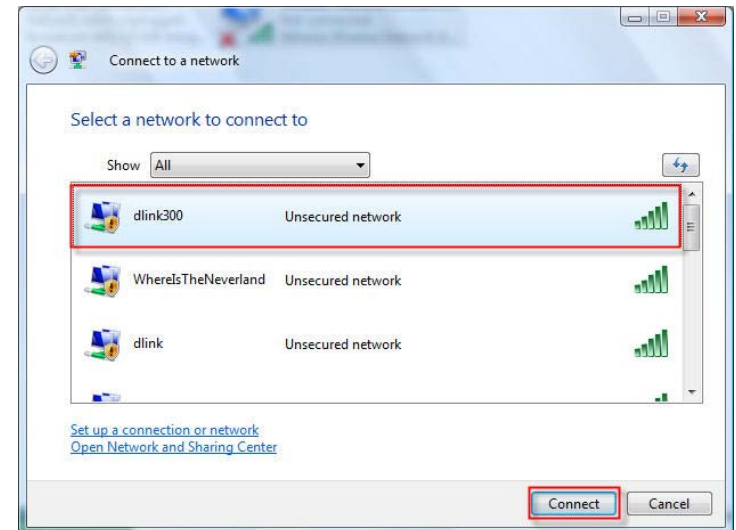 Connect to a network
Select a network to connect to
Show All
dlink300 Unsecured network
WhereIsTheNeverland Unsecured network
dlink Unsecured network
Set up a connection or network
Open Network and Sharing Center
Connect Cancel